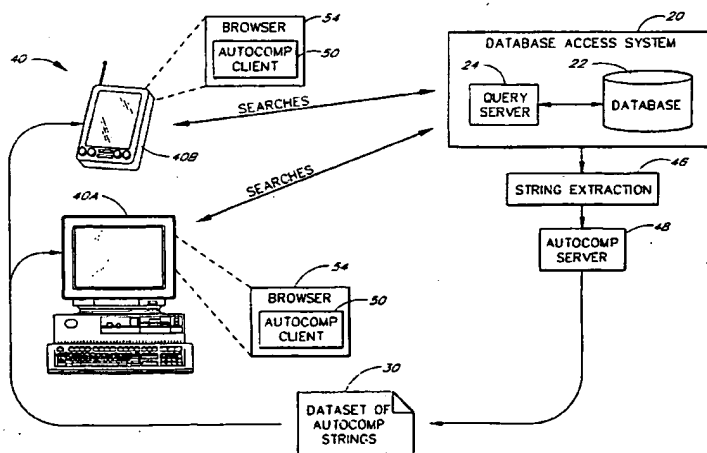 54
BROWSER
AUTOCOMP
CLIENT
50
40
40B
SEARCHES
SEARCHES
20
DATABASE ACCESS SYSTEM
24
22
QUERY
SERVER
DATABASE
46
STRING EXTRACTION
48
AUTOCOMP
SERVER
40A
54
BROWSER
50
AUTOCOMP
CLIENT
30
DATASET OF
AUTOCOMP
STRINGS